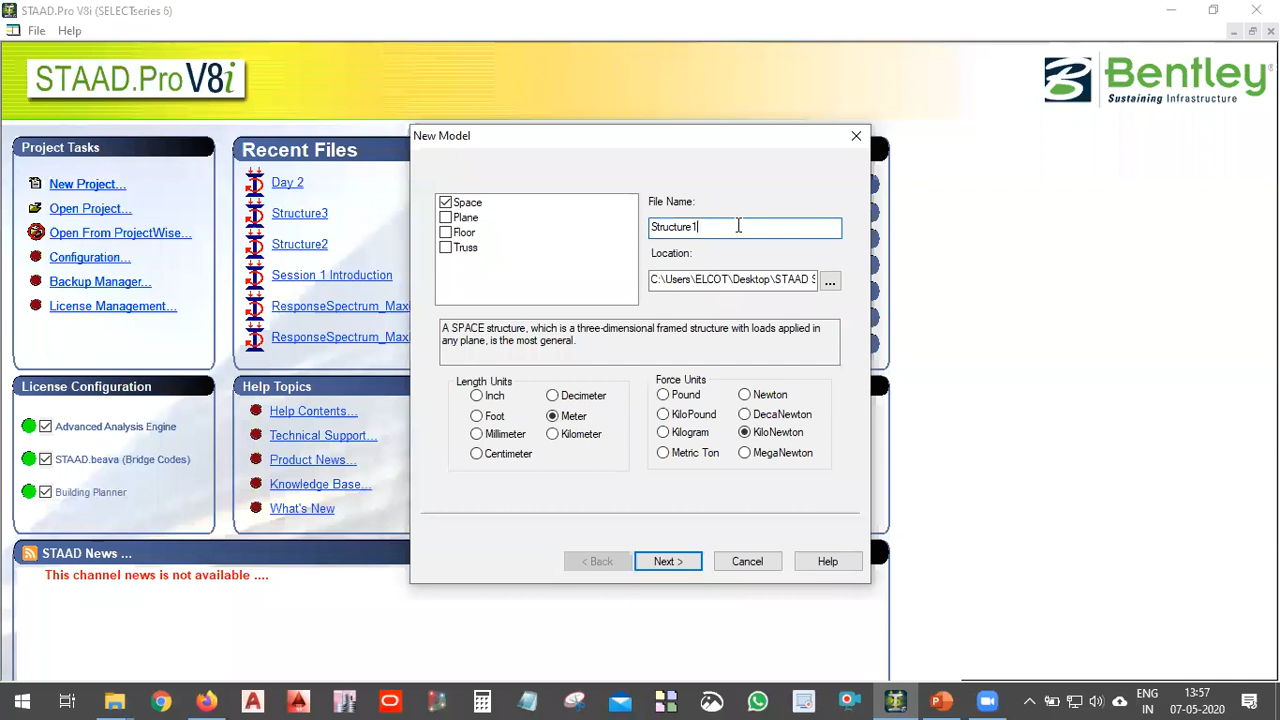 STAAD.Pro V8i (SELECTseries 6)
File Help
STAAD.Pro V8i
Bentley®
Sustaining Infrastructure
Project Tasks
New Project...
Open Project...
Open From ProjectWise...
Configuration...
Backup Manager...
License Management...
Recent Files
Day 2
Structure3
Structure2
Session 1 Introduction
ResponseSpectrum_Maxi
ResponseSpectrum_Maxi
License Configuration
Advanced Analysis Engine
STAAD.beava (Bridge Codes)
Building Planner
Help Topics
Help Contents...
Technical Support...
Product News...
Knowledge Base...
What's New
STAAD News ...
This channel news is not available ....
New Model
Space
Plane
Floor
Truss
File Name:
Structure1
Location:
C:\Users\ELCOT\Desktop\STAAD S
...
A SPACE structure, which is a three-dimensional framed structure with loads applied in
any plane, is the most general.
Length Units
Inch Decimeter
Foot Meter
Millimeter Kilometer
Centimeter
Force Units
Pound Newton
KiloPound DecaNewton
Kilogram KiloNewton
Metric Ton MegaNewton
< Back Next > Cancel Help
ENG
IN
13:57
07-05-2020